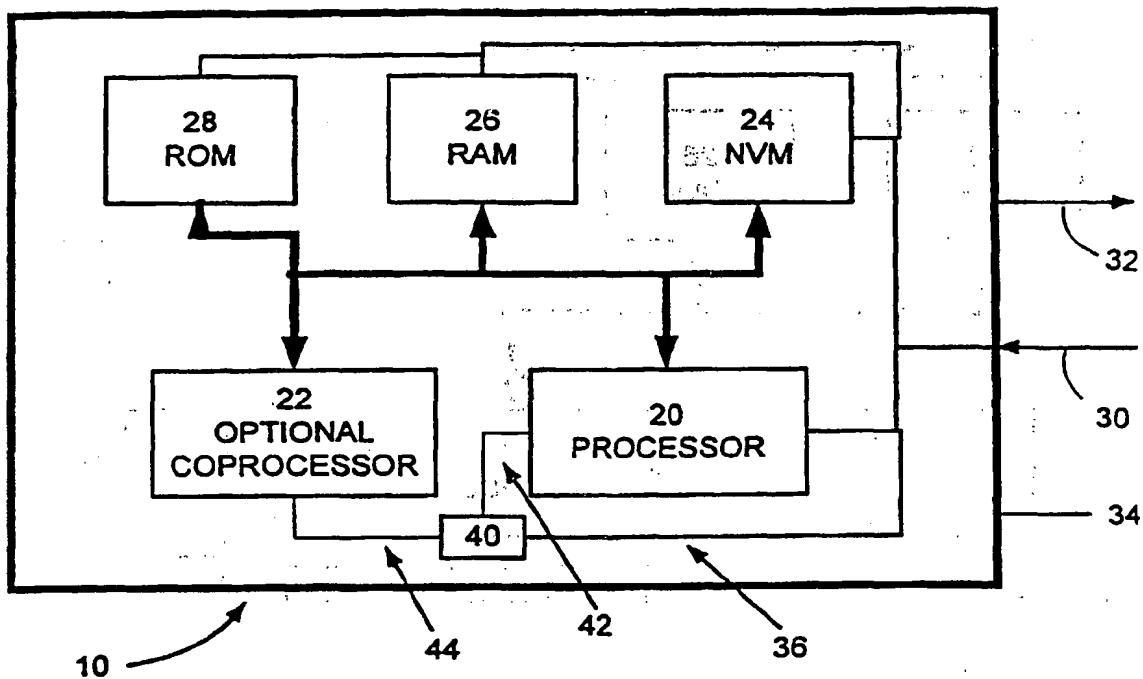 28
ROM
26
RAM
24
NVM
32
30
22
OPTIONAL
COPROCESSOR
20
PROCESSOR
34
40
42
44
36
10